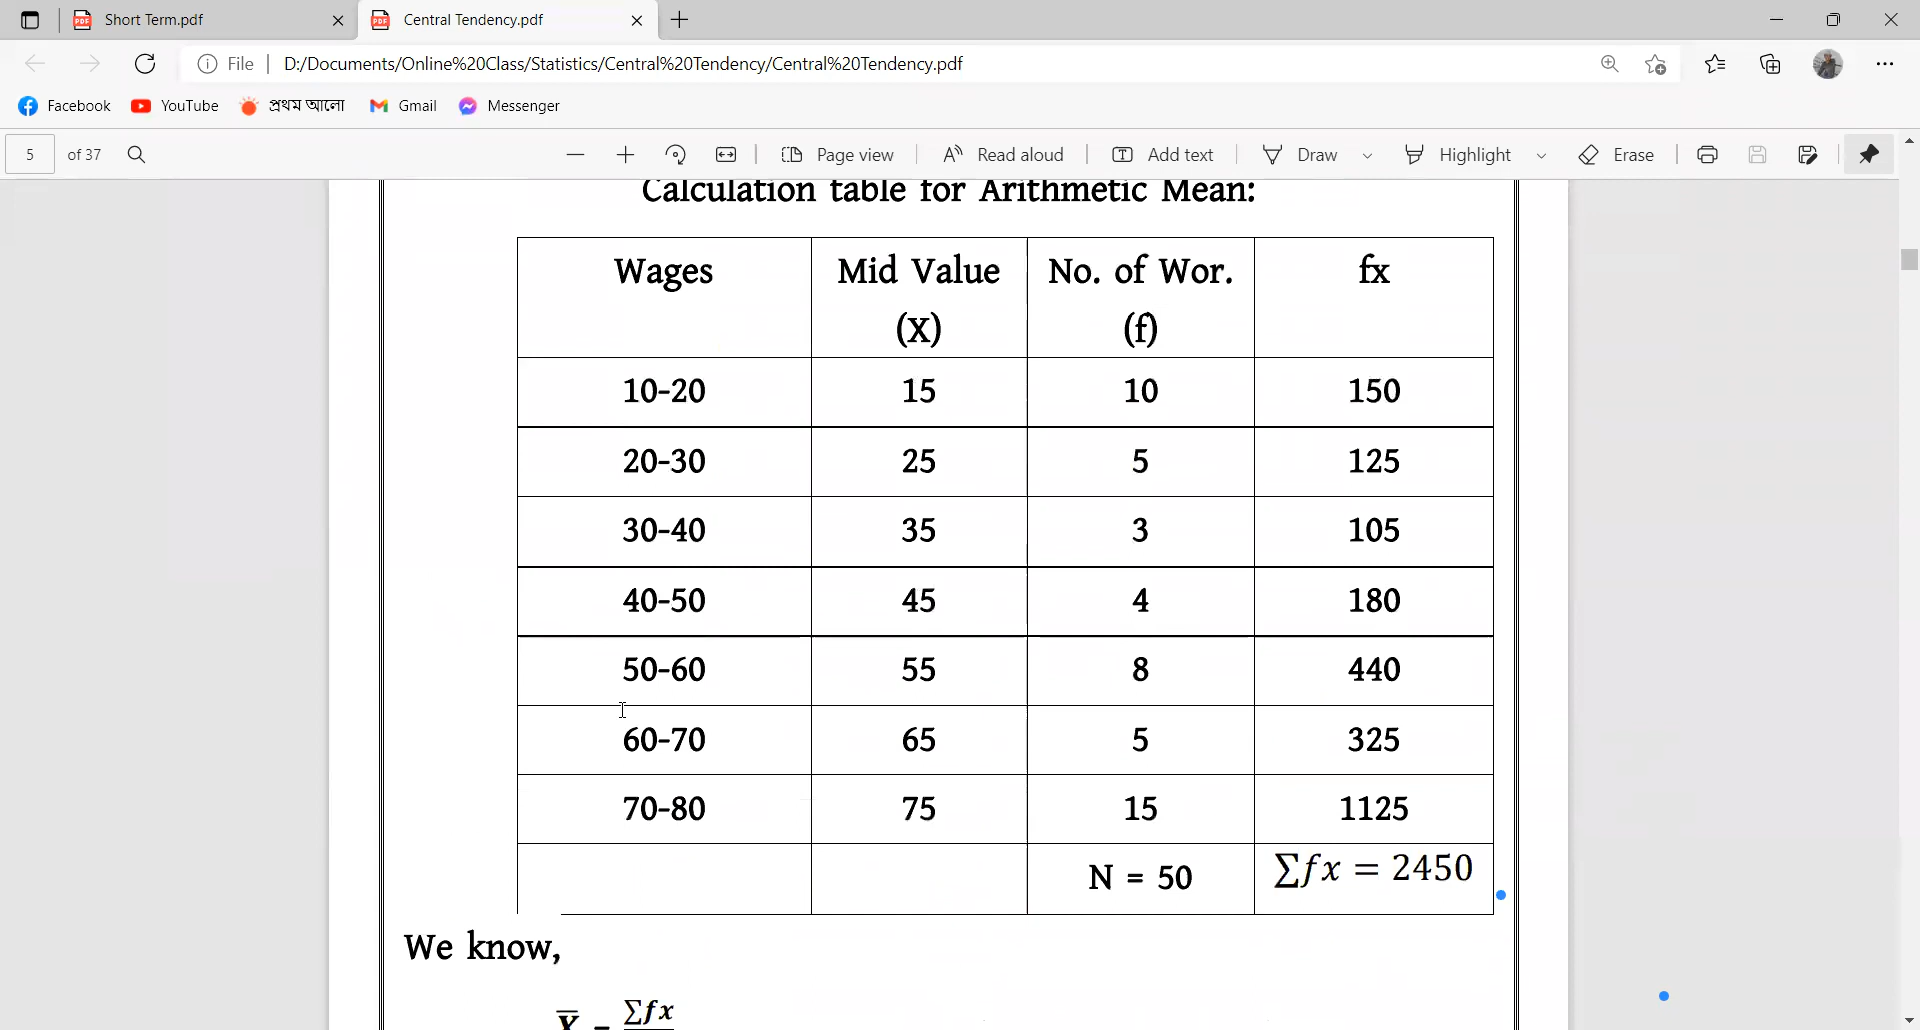 Short Term.pdf
Central Tendency.pdf
File D:/Documents/Online%20Class/Statistics/Central%20Tendency/Central%20Tendency.pdf
Facebook YouTube প্রথম আলো Gmail Messenger
5 of 37 Page view Read aloud Add text Draw Highlight Erase
Calculation table for Arithmetic Mean:
Wages Mid Value (X) No. of Wor. (f) fx
10-20 15 10 150
20-30 25 5 125
30-40 35 3 105
40-50 45 4 180
50-60 55 8 440
60-70 65 5 325
70-80 75 15 1125
N = 50 ∑fx = 2450
We know,
X̅ = ∑fx